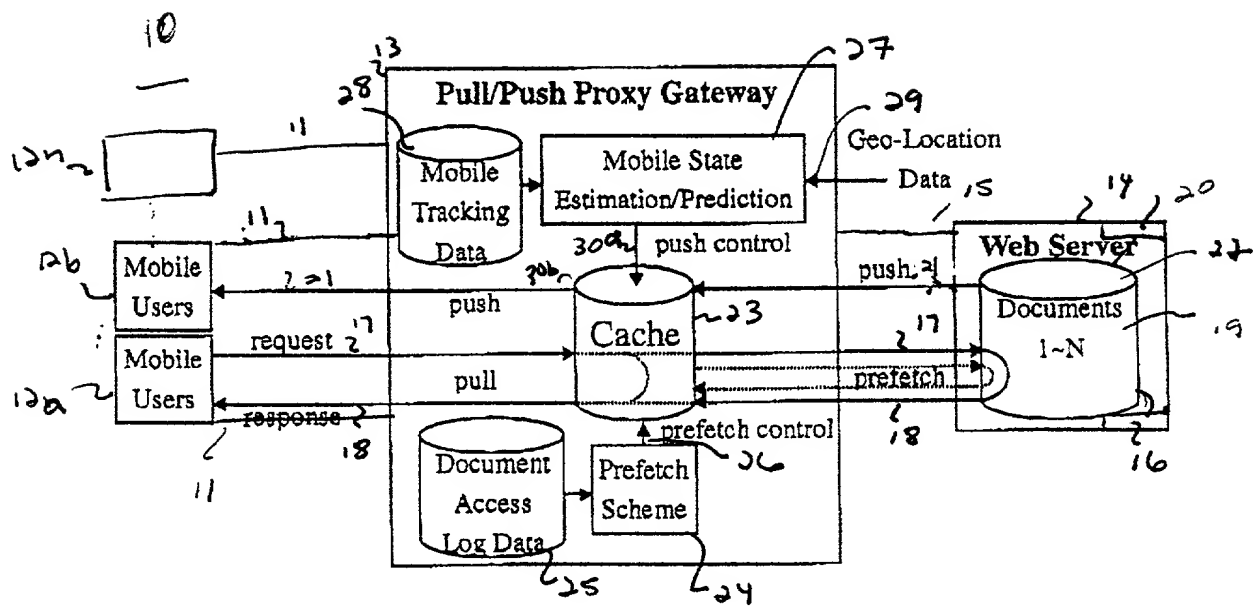 10
13
27
28
Pull/Push Proxy Gateway
29
12n
11
Mobile
Tracking
Data
Mobile State
Estimation/Prediction
Geo-Location
Data
15
14
20
11
30a
push control
Web Server
22
12b
Mobile
Users
21
push
30b
Cache
23
push
21
Documents
1~N
19
request
17
17
12a
Mobile
Users
pull
prefetch
response
18
prefetch control
26
18
16
11
Document
Access
Log Data
Prefetch
Scheme
25
24